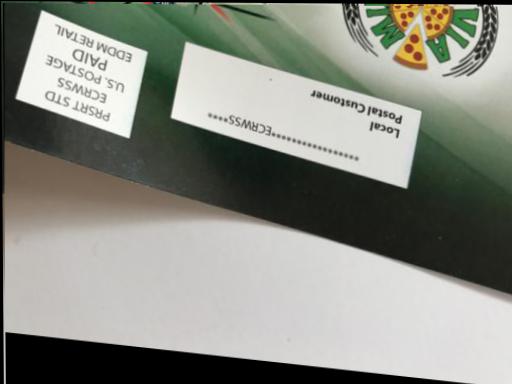 PRSRT STD
ECRWSS
U.S. POSTAGE
PAID
EDDM RETAIL
*****************ECRWSS****
Local
Postal Customer